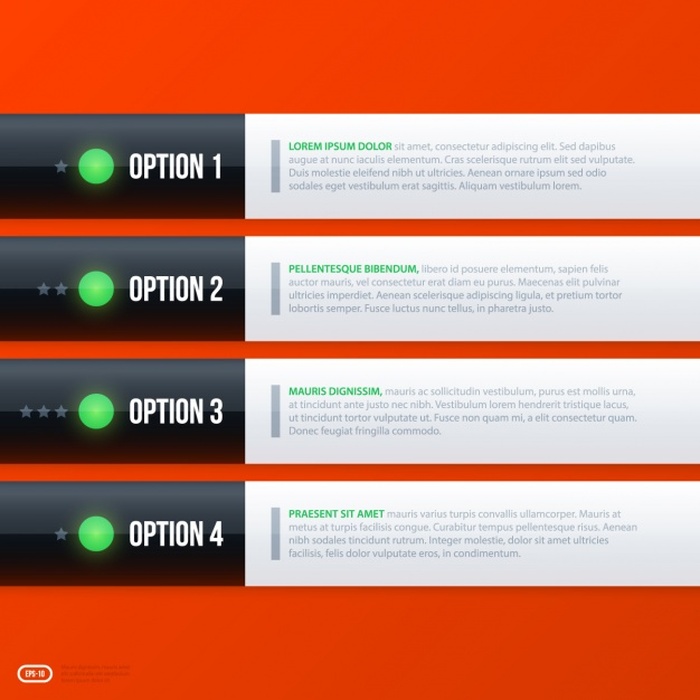 OPTION 1
LOREM IPSUM DOLOR sit amet, consectetur adipiscing elit. Sed dapibus
augue at nunc iaculis elementum. Cras scelerisque rutrum elit sed vulputate.
Duis molestie eleifend nibh ut ultricies. Aenean ornare ipsum sed odio
sodales eget vestibulum erat sagittis. Aliquam vestibulum lorem.
OPTION 2
PELLENTESQUE BIBENDUM, libero id posuere elementum, sapien felis
auctor mauris, vel consectetur erat diam eu purus. Maecenas elit pulvinar
ultricies imperdiet. Aenean scelerisque adipiscing ligula, et pretium tortor
lobortis semper. Fusce luctus nunc tellus, in pharetra justo.
OPTION 3
MAURIS DIGNISSIM, mauris ac sollicitudin vestibulum, purus est mollis urna,
at tincidunt ante justo nec nibh. Vestibulum lorem hendrerit tristique lacus,
ut tincidunt tortor vulputate ut. Fusce non quam mi, a elit consectetur quam.
Donec feugiat fringilla commodo.
OPTION 4
PRAESENT SIT AMET mauris varius turpis convallis ullamcorper. Mauris at
metus at turpis facilisis congue. Curabitur tempus pellentesque risus. Aenean
nibh sodales tincidunt rutrum. Integer molestie, dolor sit amet ultricies
facilisis, felis dolor vulputate eros, in condimentum.
EPS-10